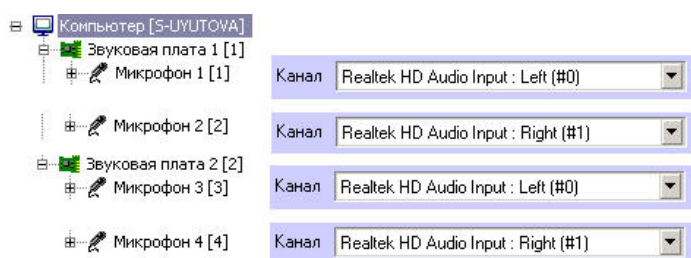 Компьютер [S-UYUTOVA]
Звуковая плата 1 [1]
Микрофон 1 [1]
Канал Realtek HD Audio Input : Left (#0)
Микрофон 2 [2]
Канал Realtek HD Audio Input : Right (#1)
Звуковая плата 2 [2]
Микрофон 3 [3]
Канал Realtek HD Audio Input : Left (#0)
Микрофон 4 [4]
Канал Realtek HD Audio Input : Right (#1)